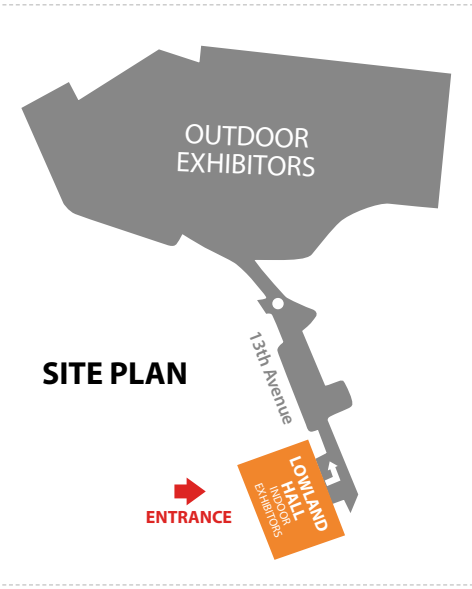 OUTDOOR
EXHIBITORS
13th Avenue
SITE PLAN
LOWLAND
HALL
INDOOR
EXHIBITORS
ENTRANCE